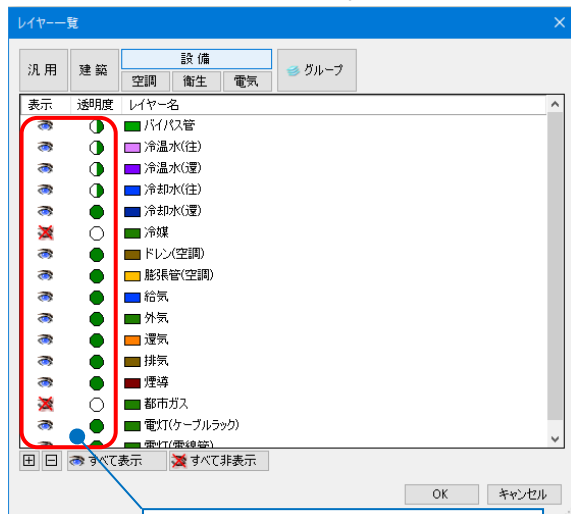 レイヤー一覧
汎用 建築 設備 グループ
空調 衛生 電気
表示 透明度 レイヤー名
バイパス管
冷温水(往)
冷温水(還)
冷却水(往)
冷却水(還)
冷媒
ドレン(空調)
膨張管(空調)
給気
外気
還気
排気
煙導
都市ガス
電灯(ケーブルラック)
電灯(電線管)
すべて表示 すべて非表示
OK キャンセル